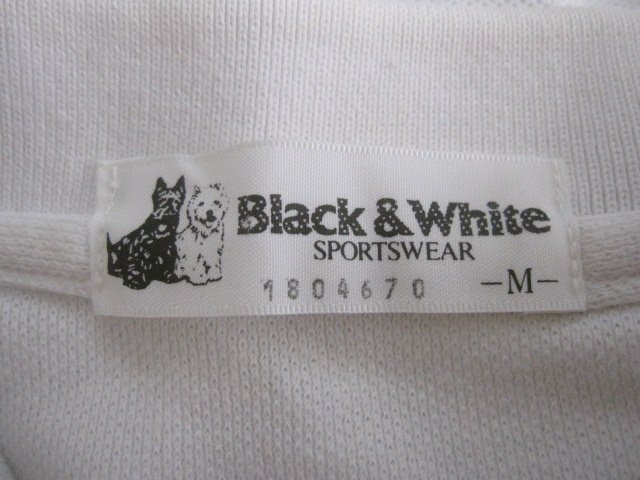 Black & White
SPORTSWEAR
1804670
-M-